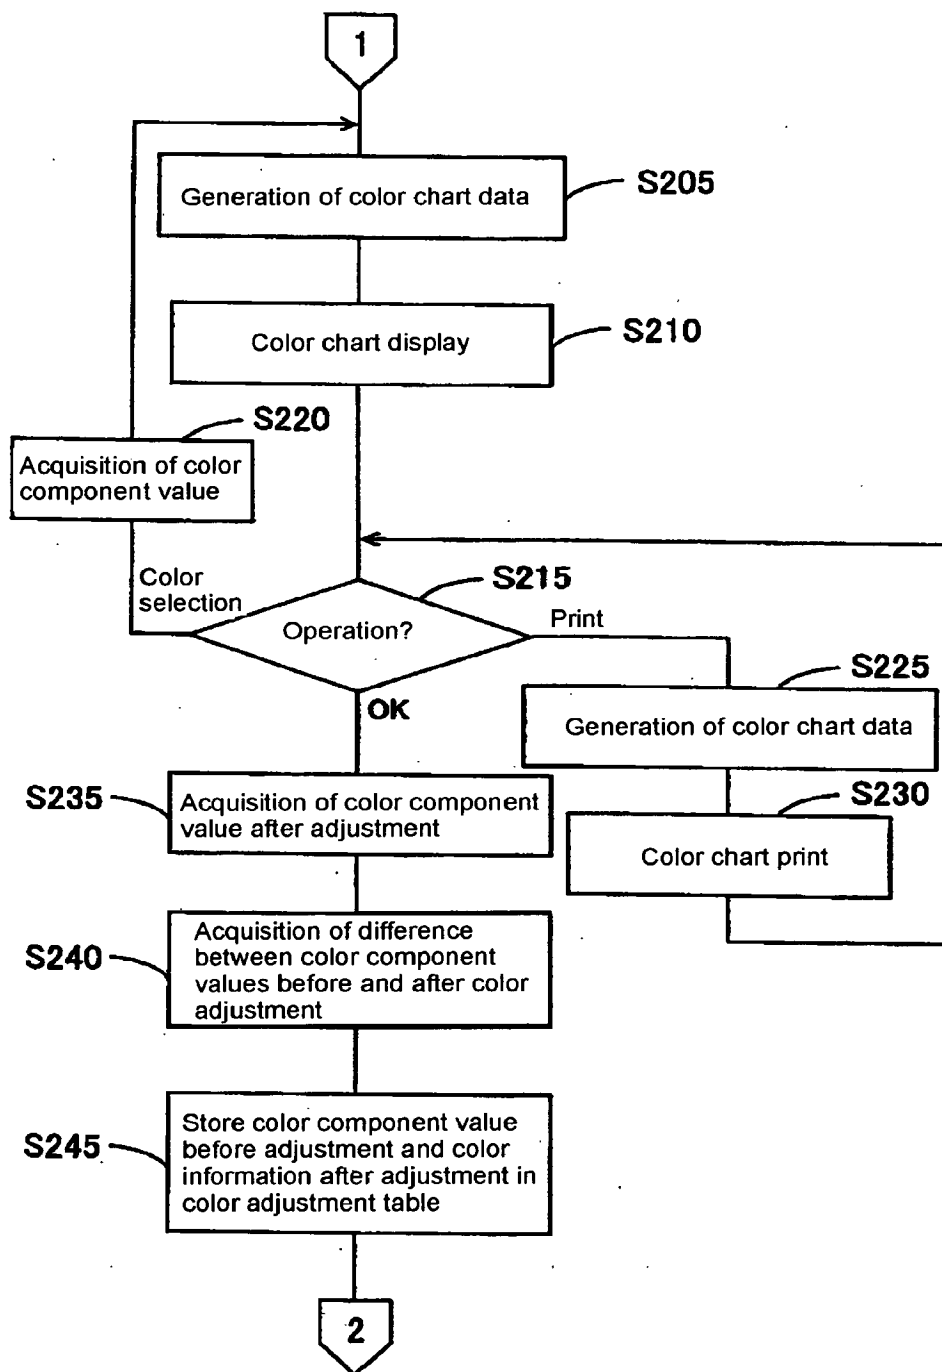 1
Generation of color chart data
S205
Color chart display
S210
S220
Acquisition of color
component value
Color
selection
S215
Operation?
Print
OK
S225
Generation of color chart data
S230
Color chart print
S235
Acquisition of color component
value after adjustment
S240
Acquisition of difference
between color component
values before and after color
adjustment
S245
Store color component value
before adjustment and color
information after adjustment in
color adjustment table
2